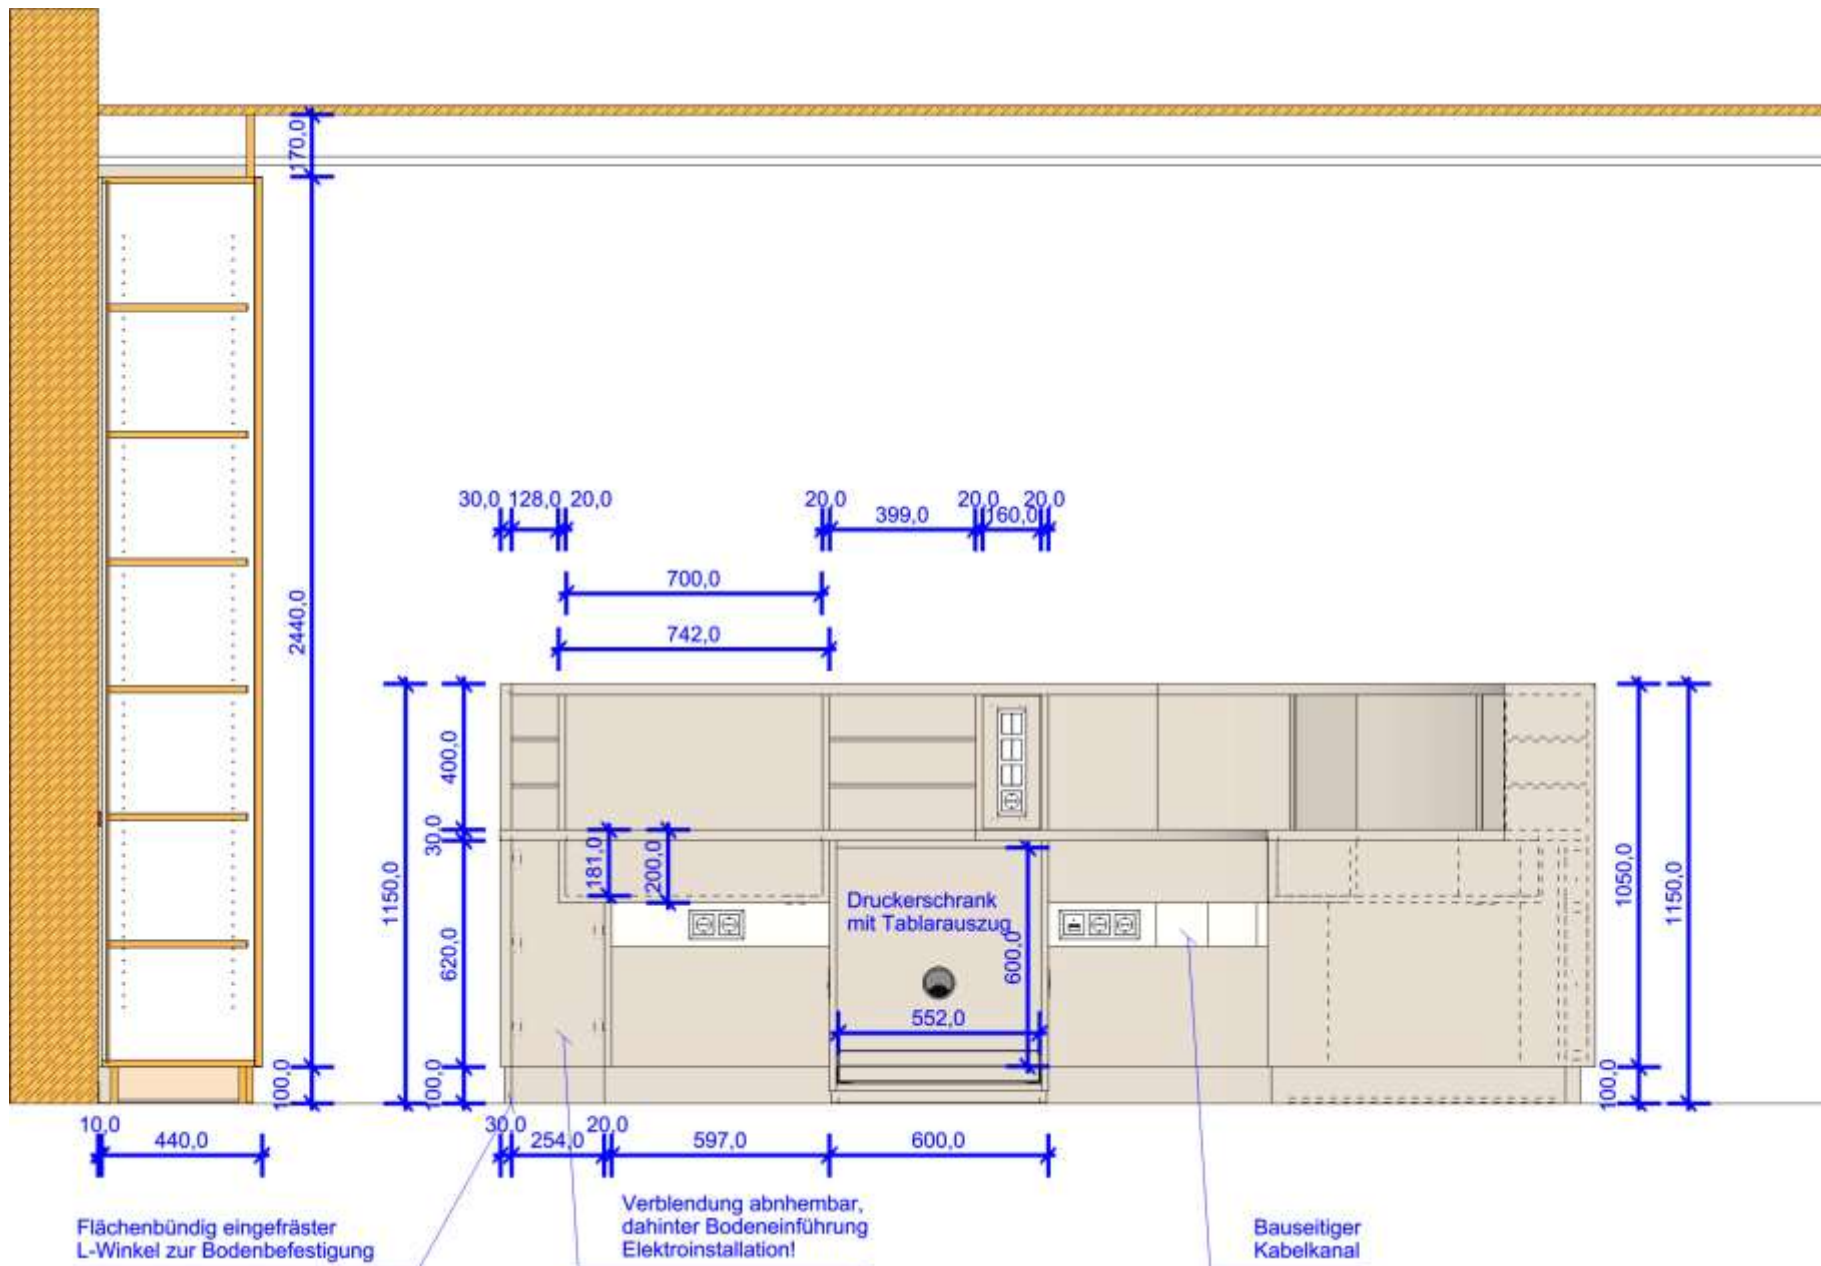 170,0
30,0 128,0 20,0
20,0
20,0 20,0
399,0
160,0
700,0
2440,0
742,0
400,0
30,0
181,0
200,0
1150,0
1050,0
1150,0
Druckerschrank
mit Tablarauszug
620,0
600,0
552,0
100,0
100,0
100,0
10,0
440,0
30,0
254,0
20,0
597,0
600,0
Flächenbündig eingefräster
L-Winkel zur Bodenbefestigung
Verblendung abnhembar,
dahinter Bodeneinführung
Elektroinstallation!
Bauseitiger
Kabelkanal